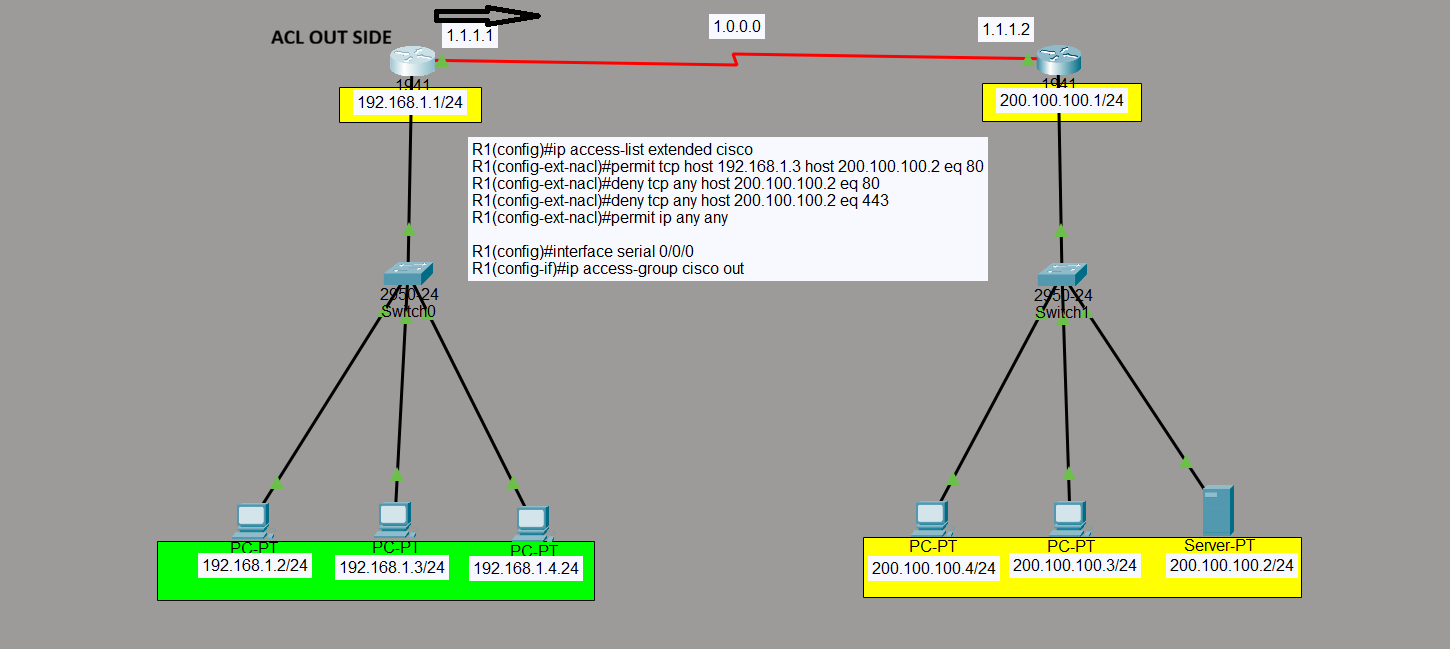 ACL OUT SIDE
1.1.1.1
1.0.0.0
1.1.1.2
1941
192.168.1.1/24
1941
200.100.100.1/24
R1(config)#ip access-list extended cisco
R1(config-ext-nacl)#permit tcp host 192.168.1.3 host 200.100.100.2 eq 80
R1(config-ext-nacl)#deny tcp any host 200.100.100.2 eq 80
R1(config-ext-nacl)#deny tcp any host 200.100.100.2 eq 443
R1(config-ext-nacl)#permit ip any any
R1(config)#interface serial 0/0/0
R1(config-if)#ip access-group cisco out
2950-24
Switch0
2950-24
Switch1
PC-PT
192.168.1.2/24
PC-PT
192.168.1.3/24
PC-PT
192.168.1.4.24
PC-PT
200.100.100.4/24
PC-PT
200.100.100.3/24
Server-PT
200.100.100.2/24